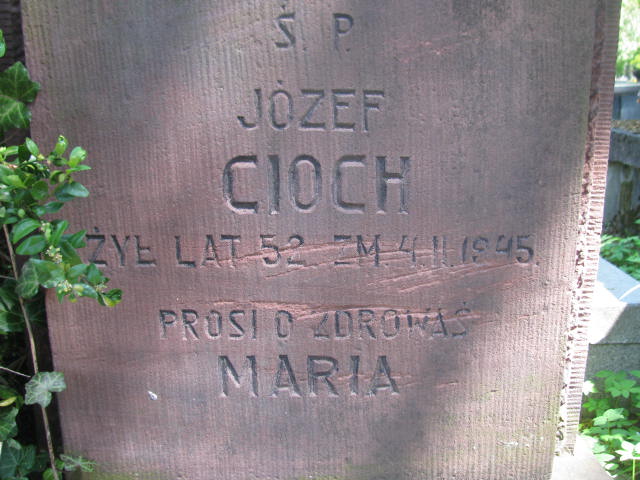 Ś. P.
JÓZEF
CIOCH
ŻYŁ LAT 52. ZM. 4.II.1945.
PROSI O ZDROWAŚ
MARIA